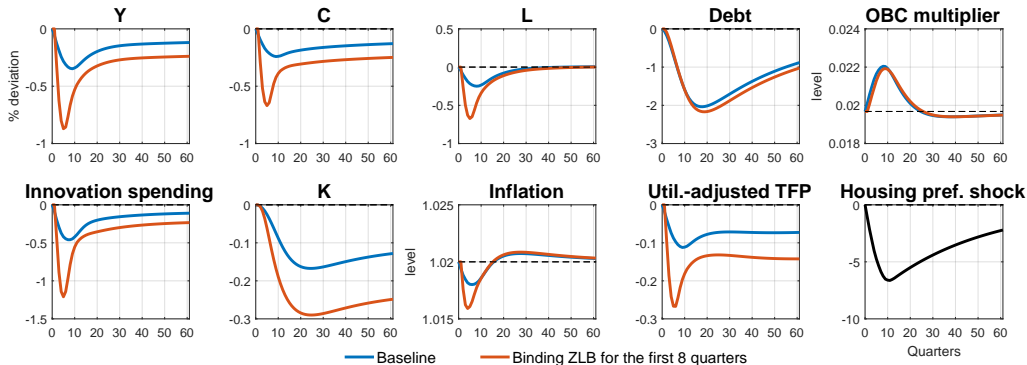 Y
C
L
Debt
OBC multiplier
% deviation
0
-0.5
-1
0 10 20 30 40 50 60
0
-0.5
-1
0 10 20 30 40 50 60
0.5
0
-0.5
-1
0 10 20 30 40 50 60
0
-1
-2
-3
0 10 20 30 40 50 60
level
0.024
0.022
0.02
0.018
0 10 20 30 40 50 60
Innovation spending
K
Inflation
Util.-adjusted TFP
Housing pref. shock
0
-0.5
-1
-1.5
0 10 20 30 40 50 60
0
-0.1
-0.2
-0.3
0 10 20 30 40 50 60
level
1.025
1.02
1.015
0 10 20 30 40 50 60
0
-0.1
-0.2
-0.3
0 10 20 30 40 50 60
0
-5
-10
0 10 20 30 40 50 60
Quarters
Baseline
Binding ZLB for the first 8 quarters